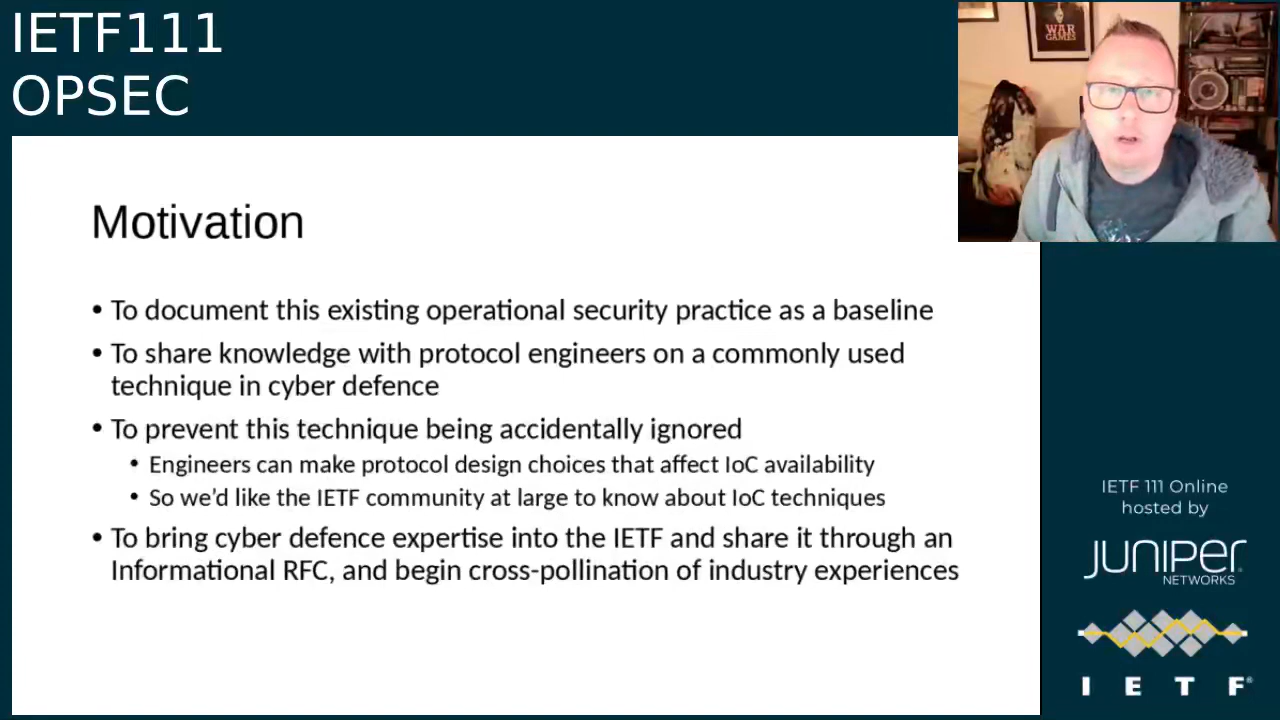 IETF111
OPSEC
WAR
GAMES
Motivation
• To document this existing operational security practice as a baseline
• To share knowledge with protocol engineers on a commonly used
technique in cyber defence
• To prevent this technique being accidentally ignored
• Engineers can make protocol design choices that affect IoC availability
• So we'd like the IETF community at large to know about IoC techniques
• To bring cyber defence expertise into the IETF and share it through an
Informational RFC, and begin cross-pollination of industry experiences
IETF 111 Online
hosted by
JUNIPER
NETWORKS
I E T F®